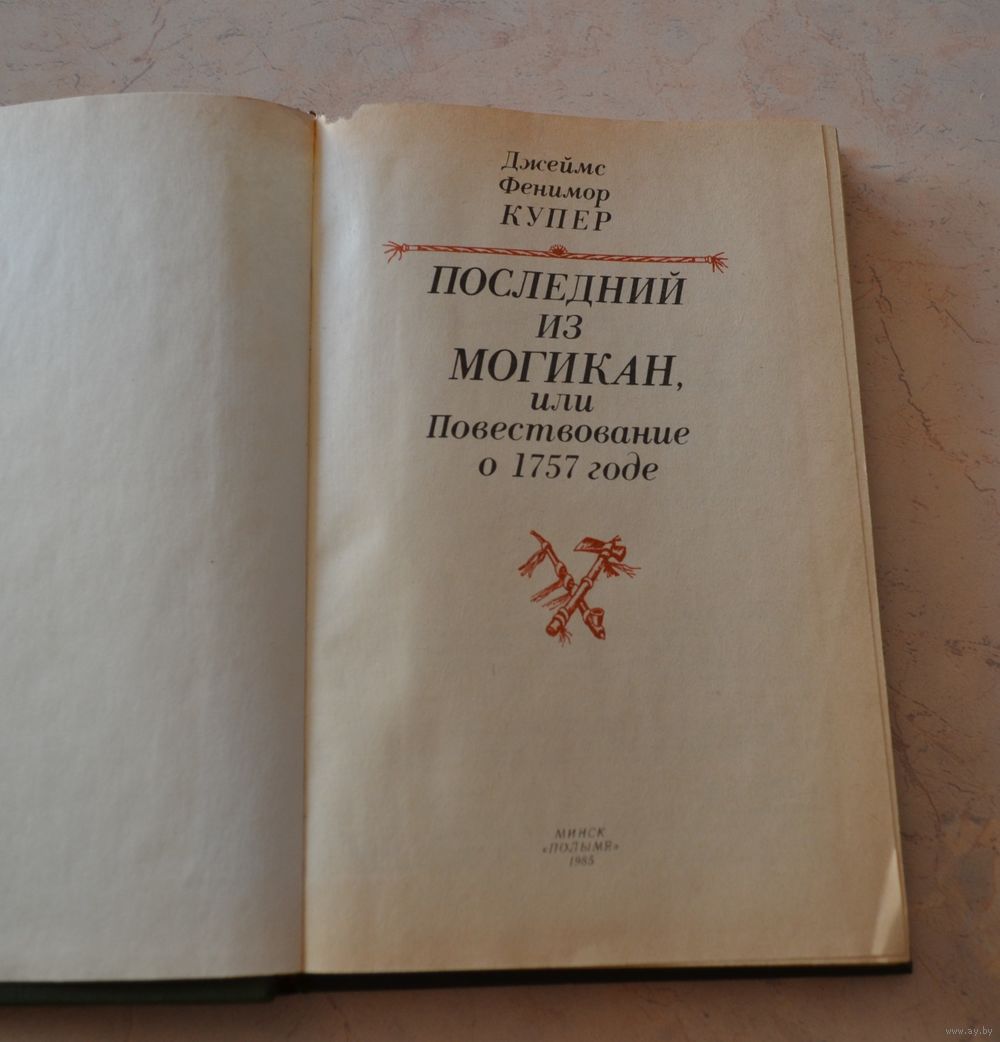 Джеймс
Фенимор
КУПЕР
ПОСЛЕДНИЙ
ИЗ
МОГИКАН,
или
Повествование
о 1757 годе
МИНСК
«ПОЛЫМЯ»
1985
www.ay.by